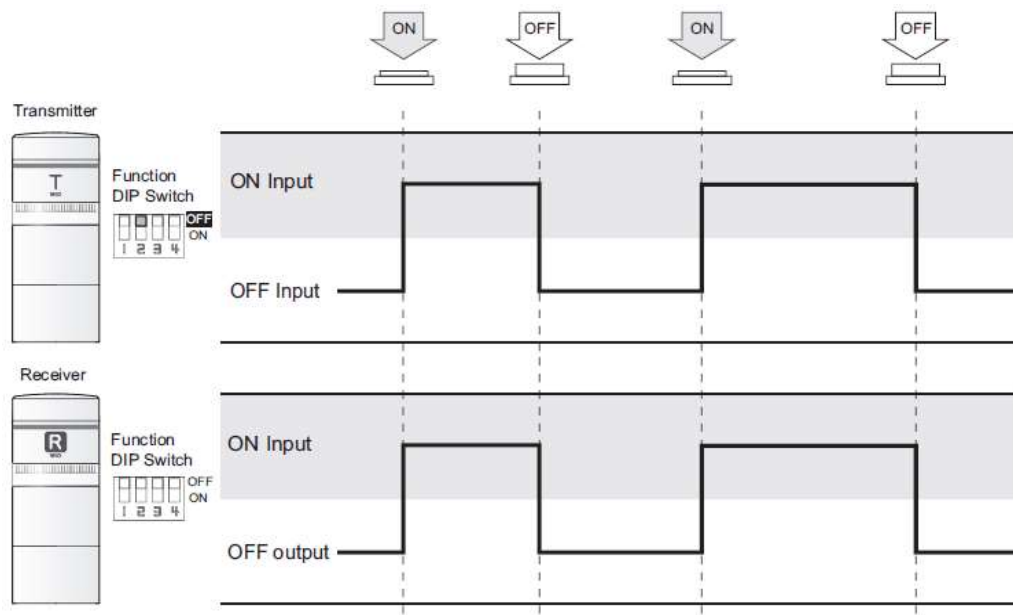 ON OFF ON OFF
Transmitter
T
Function
DIP Switch
OFF
ON
1 2 3 4
ON Input
OFF Input
Receiver
R
Function
DIP Switch
OFF
ON
1 2 3 4
ON Input
OFF output